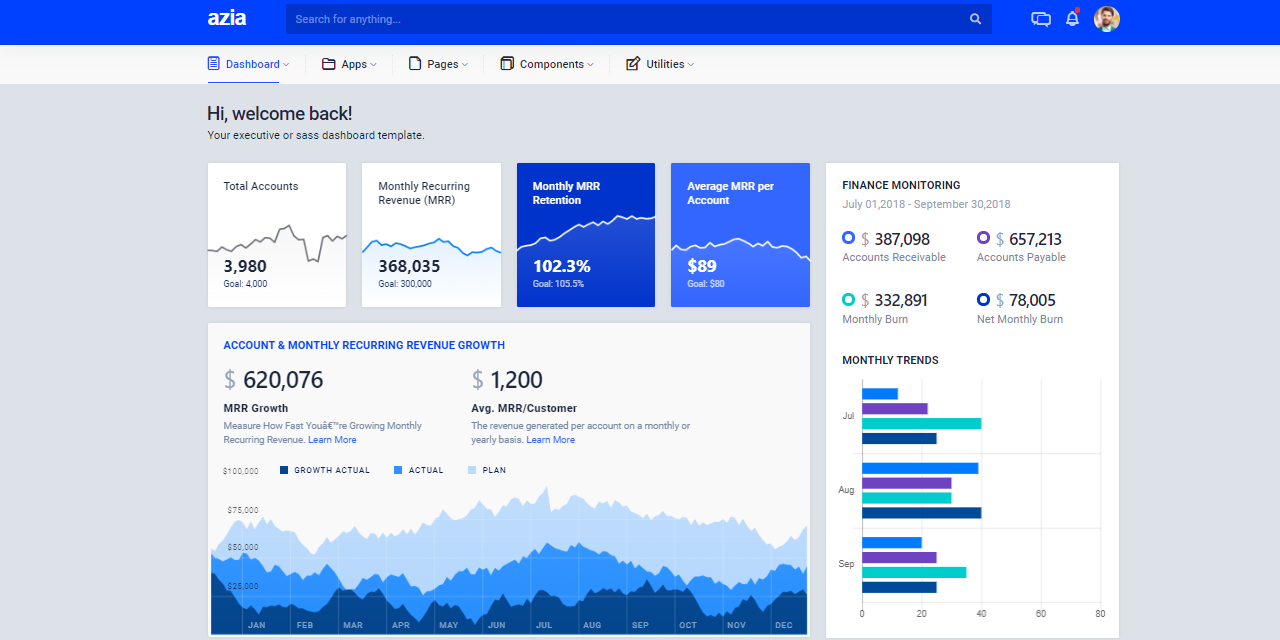 azia
Search for anything...
Dashboard
Apps
Pages
Components
Utilities
Hi, welcome back!
Your executive or sass dashboard template.
Total Accounts
3,980
Goal: 4,000
Monthly Recurring
Revenue (MRR)
368,035
Goal: 300,000
Monthly MRR
Retention
102.3%
Goal: 105.5%
Average MRR per
Account
$89
Goal: $80
FINANCE MONITORING
July 01,2018 - September 30,2018
$ 387,098
Accounts Receivable
$ 657,213
Accounts Payable
$ 332,891
Monthly Burn
$ 78,005
Net Monthly Burn
MONTHLY TRENDS
Jul
Aug
Sep
0 20 40 60 80
ACCOUNT & MONTHLY RECURRING REVENUE GROWTH
$ 620,076
MRR Growth
Measure How Fast Youâ€™re Growing Monthly
Recurring Revenue. Learn More
$ 1,200
Avg. MRR/Customer
The revenue generated per account on a monthly or
yearly basis. Learn More
GROWTH ACTUAL ACTUAL PLAN
$100,000
$75,000
$50,000
$25,000
JAN FEB MAR APR MAY JUN JUL AUG SEP OCT NOV DEC